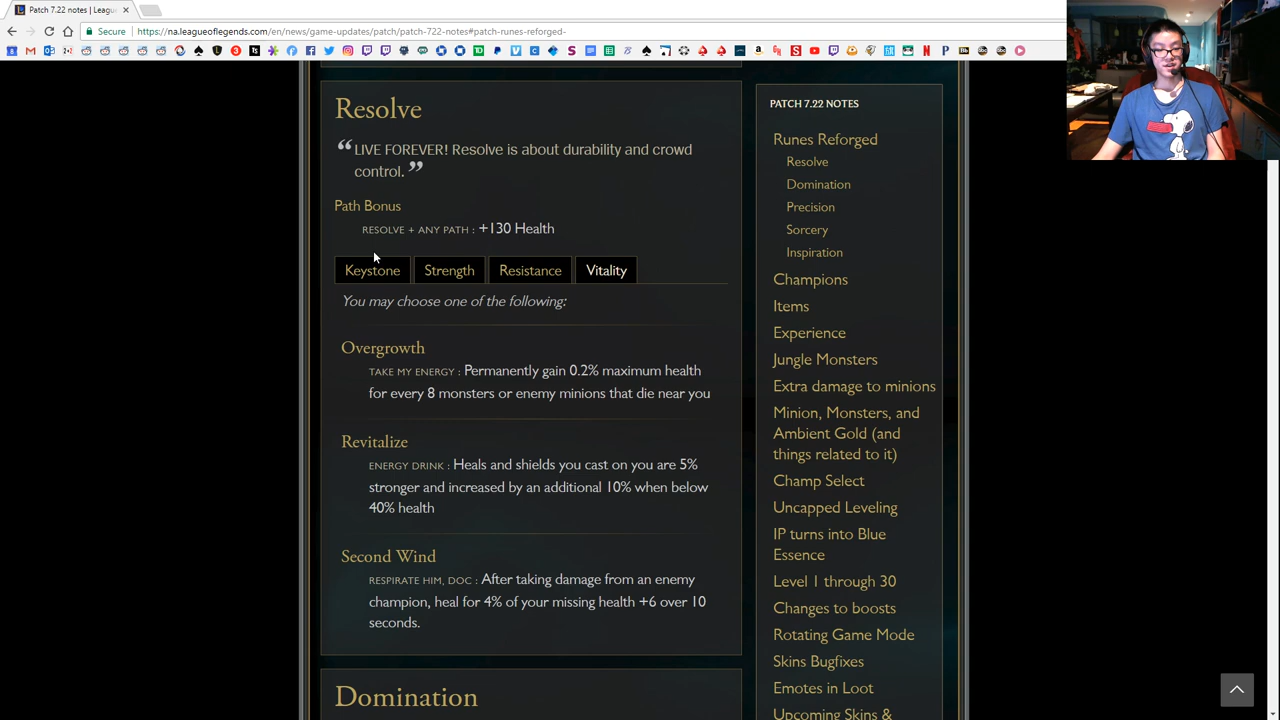 Patch 7.22 notes | Leagu
Secure
https://na.leagueoflegends.com/en/news/game-updates/patch/patch-722-notes#patch-runes-reforged-
Resolve
“ LIVE FOREVER! Resolve is about durability and crowd
control. ”
Path Bonus
RESOLVE + ANY PATH : +130 Health
Keystone
Strength
Resistance
Vitality
You may choose one of the following:
Overgrowth
TAKE MY ENERGY : Permanently gain 0.2% maximum health
for every 8 monsters or enemy minions that die near you
Revitalize
ENERGY DRINK : Heals and shields you cast on you are 5%
stronger and increased by an additional 10% when below
40% health
Second Wind
RESPIRATE HIM, DOC : After taking damage from an enemy
champion, heal for 4% of your missing health +6 over 10
seconds.
Domination
PATCH 7.22 NOTES
Runes Reforged
Resolve
Domination
Precision
Sorcery
Inspiration
Champions
Items
Experience
Jungle Monsters
Extra damage to minions
Minion, Monsters, and
Ambient Gold (and
things related to it)
Champ Select
Uncapped Leveling
IP turns into Blue
Essence
Level 1 through 30
Changes to boosts
Rotating Game Mode
Skins Bugfixes
Emotes in Loot
Upcoming Skins &